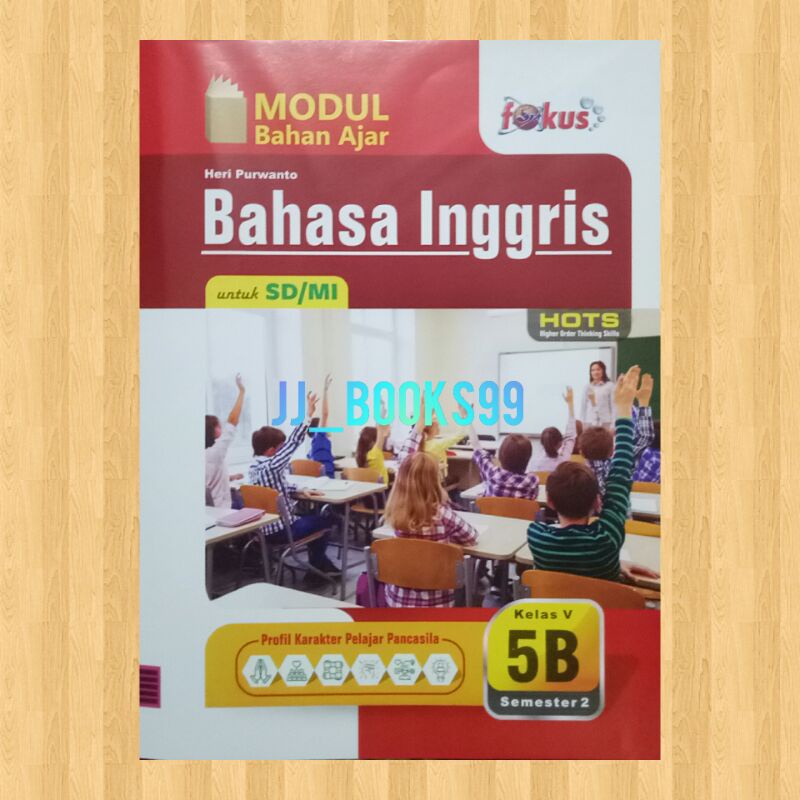 MODUL
Bahan Ajar
fokus
Heri Purwanto
Bahasa Inggris
untuk SD/MI
HOTS
Higher Order Thinking Skills
JJ_BOOKS99
Profil Karakter Pelajar Pancasila
Kelas V
5B
Semester 2